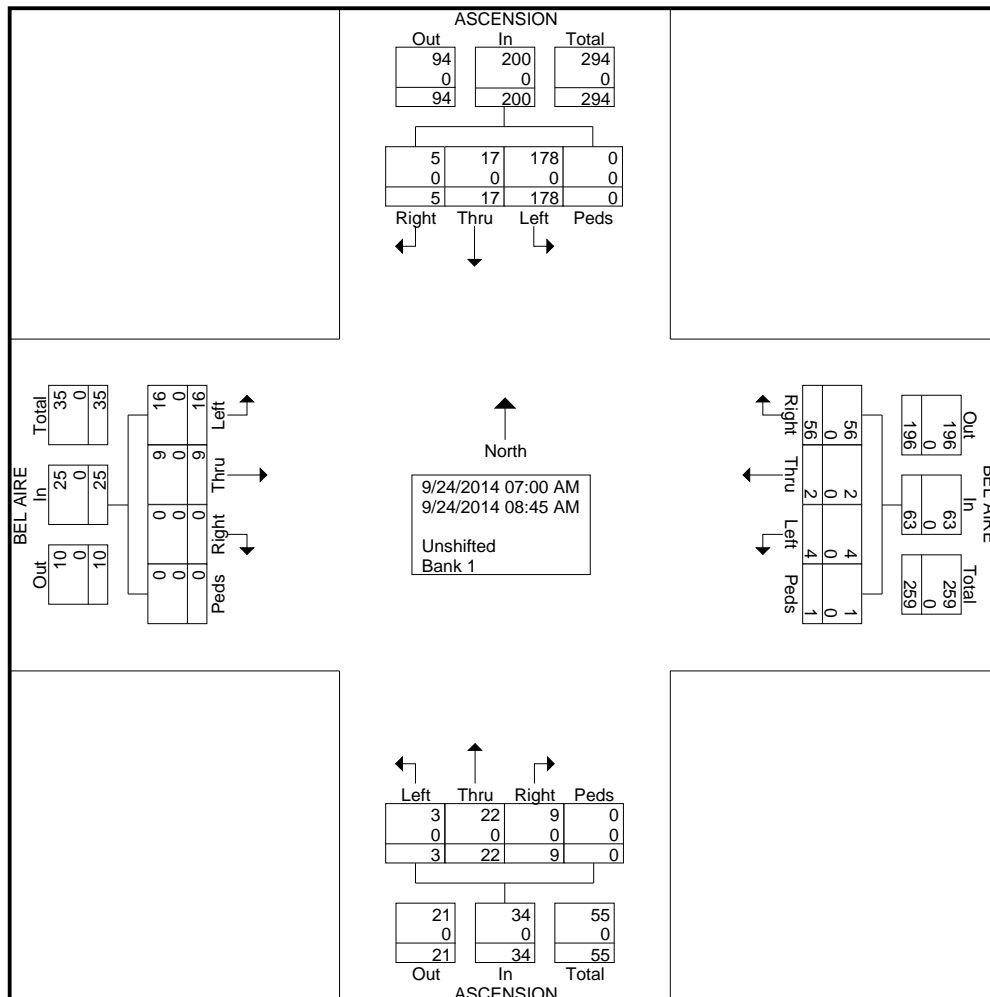 ASCENSION
Out In Total
94 200 294
0 0 0
94 200 294
5 17 178 0
0 0 0 0
5 17 178 0
Right Thru Left Peds
BEL AIRE
Total In Out
35 25 10
0 0 0
35 25 10
16 9 0 0
0 0 0 0
16 9 0 0
Left Thru Right Peds
North
9/24/2014 07:00 AM
9/24/2014 08:45 AM
Unshifted
Bank 1
Right Thru Left Peds
56 2 4 1
0 0 0 0
56 2 4 1
Out In Total
196 63 259
0 0 0
196 63 259
BEL AIRE
Left Thru Right Peds
3 22 9 0
0 0 0 0
3 22 9 0
21 34 55
0 0 0
21 34 55
Out In Total
ASCENSION